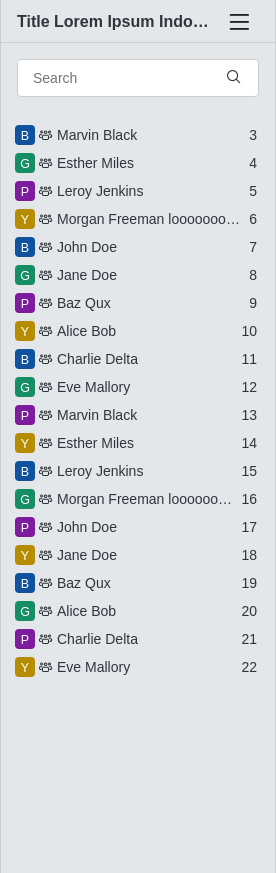 Title Lorem Ipsum Indo…
Search
B Marvin Black 3
G Esther Miles 4
P Leroy Jenkins 5
Y Morgan Freeman looooooo… 6
B John Doe 7
G Jane Doe 8
P Baz Qux 9
Y Alice Bob 10
B Charlie Delta 11
G Eve Mallory 12
P Marvin Black 13
Y Esther Miles 14
B Leroy Jenkins 15
G Morgan Freeman loooooo… 16
P John Doe 17
Y Jane Doe 18
B Baz Qux 19
G Alice Bob 20
P Charlie Delta 21
Y Eve Mallory 22